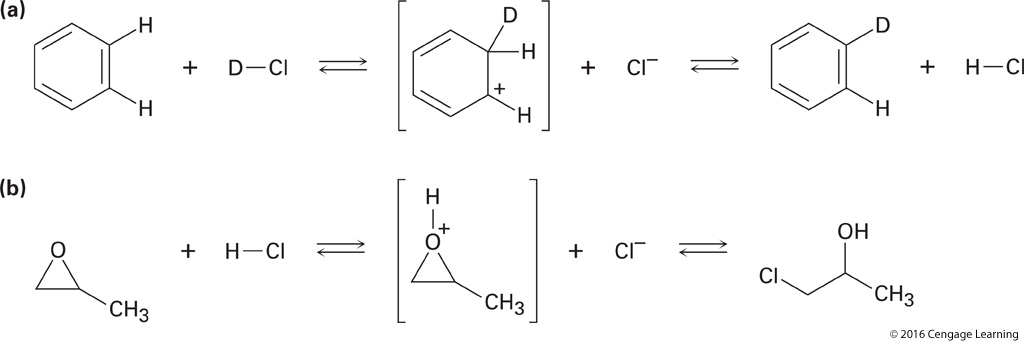 (a)
H
H
+ D—Cl
D
H
+
H
+ Cl⁻
D
H
+ H—Cl
(b)
O
CH₃
+ H—Cl
H
O
+
CH₃
+ Cl⁻
OH
Cl
CH₃
© 2016 Cengage Learning